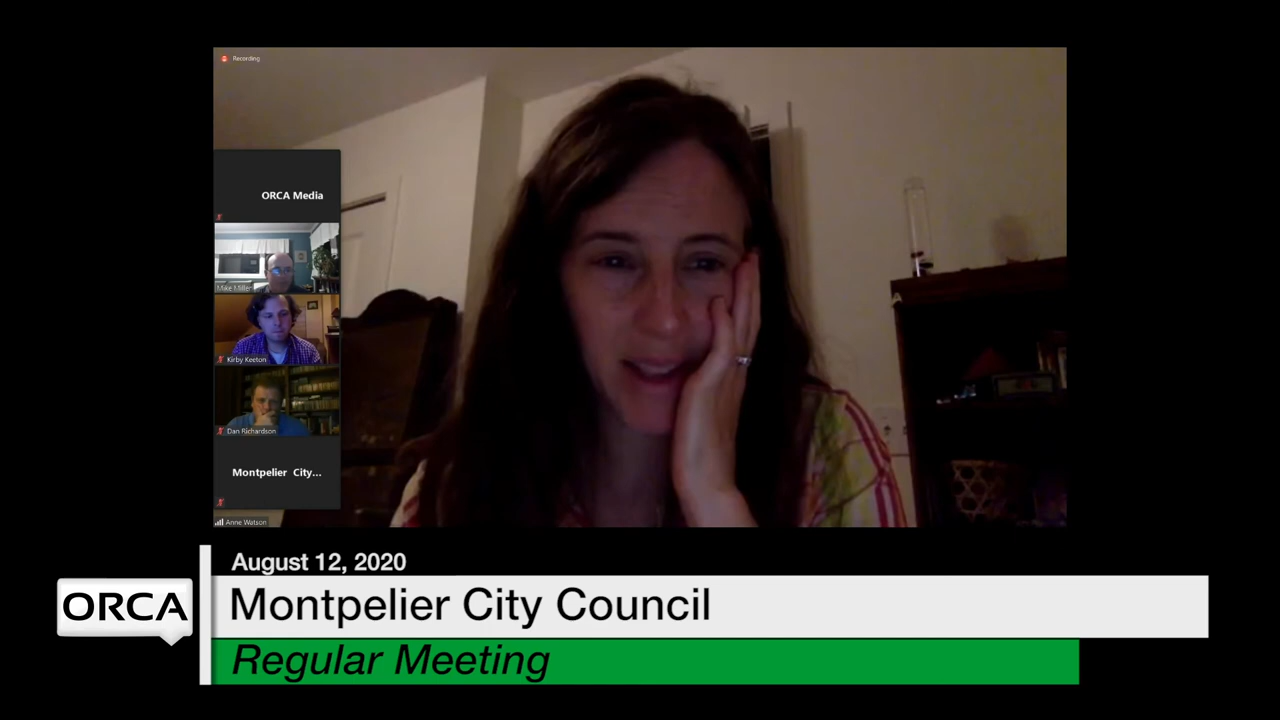 Recording
ORCA Media
Mike Miller
Kirby Keeton
Dan Richardson
Montpelier City...
Anne Watson
August 12, 2020
ORCA
Montpelier City Council
Regular Meeting